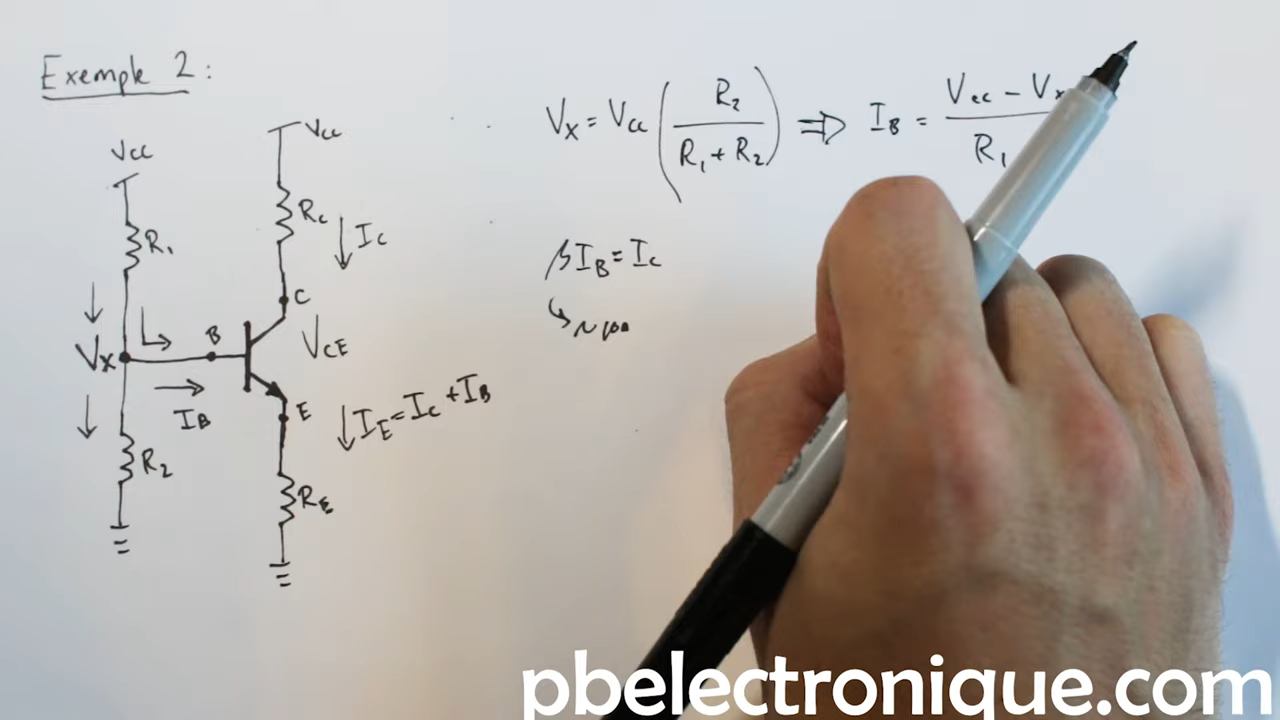 Exemple 2:
Vcc
Vcc
R1
Rc
Ic
C
Vx
B
VCE
IB
E
IE = Ic + IB
R2
RE
Vx = Vcc ( R2 / R1 + R2 ) ⇒ IB = Vcc - Vx / R1
βIB = Ic
↳ ~ 100
pbelectronique.com